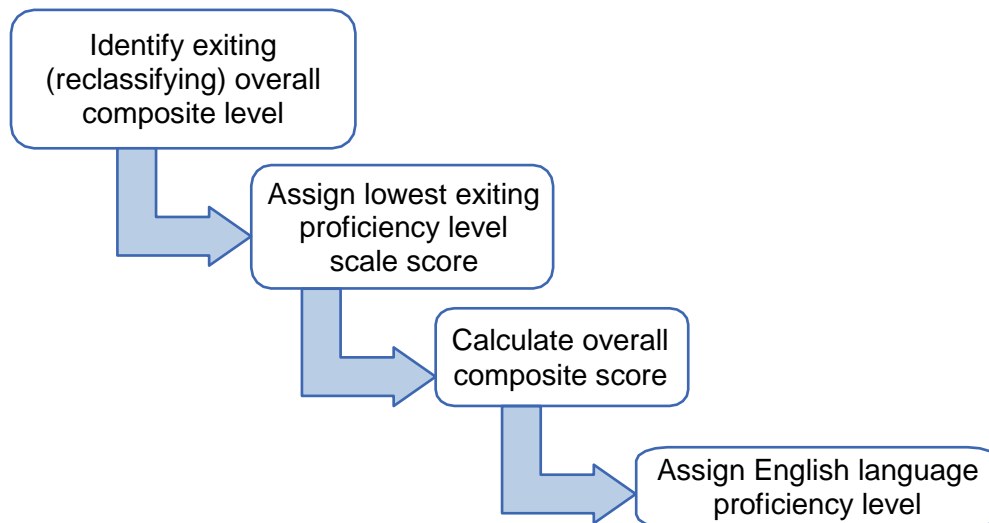 Identify exiting
(reclassifying) overall
composite level
Assign lowest exiting
proficiency level
scale score
Calculate overall
composite score
Assign English language
proficiency level